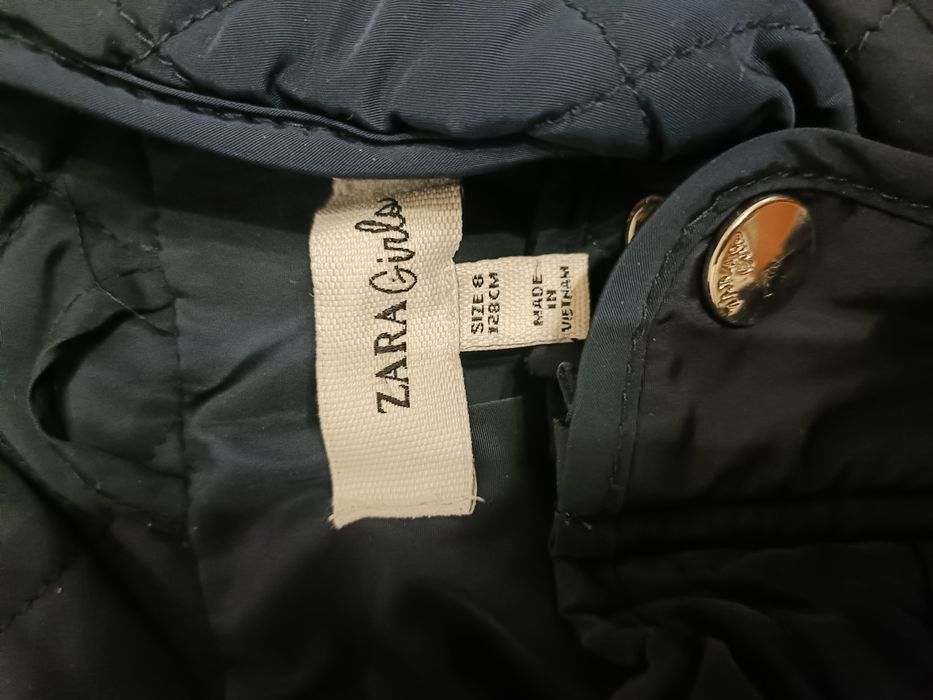 ZARA Girls
SIZE 8
128CM
MADE
IN
VIETNAM